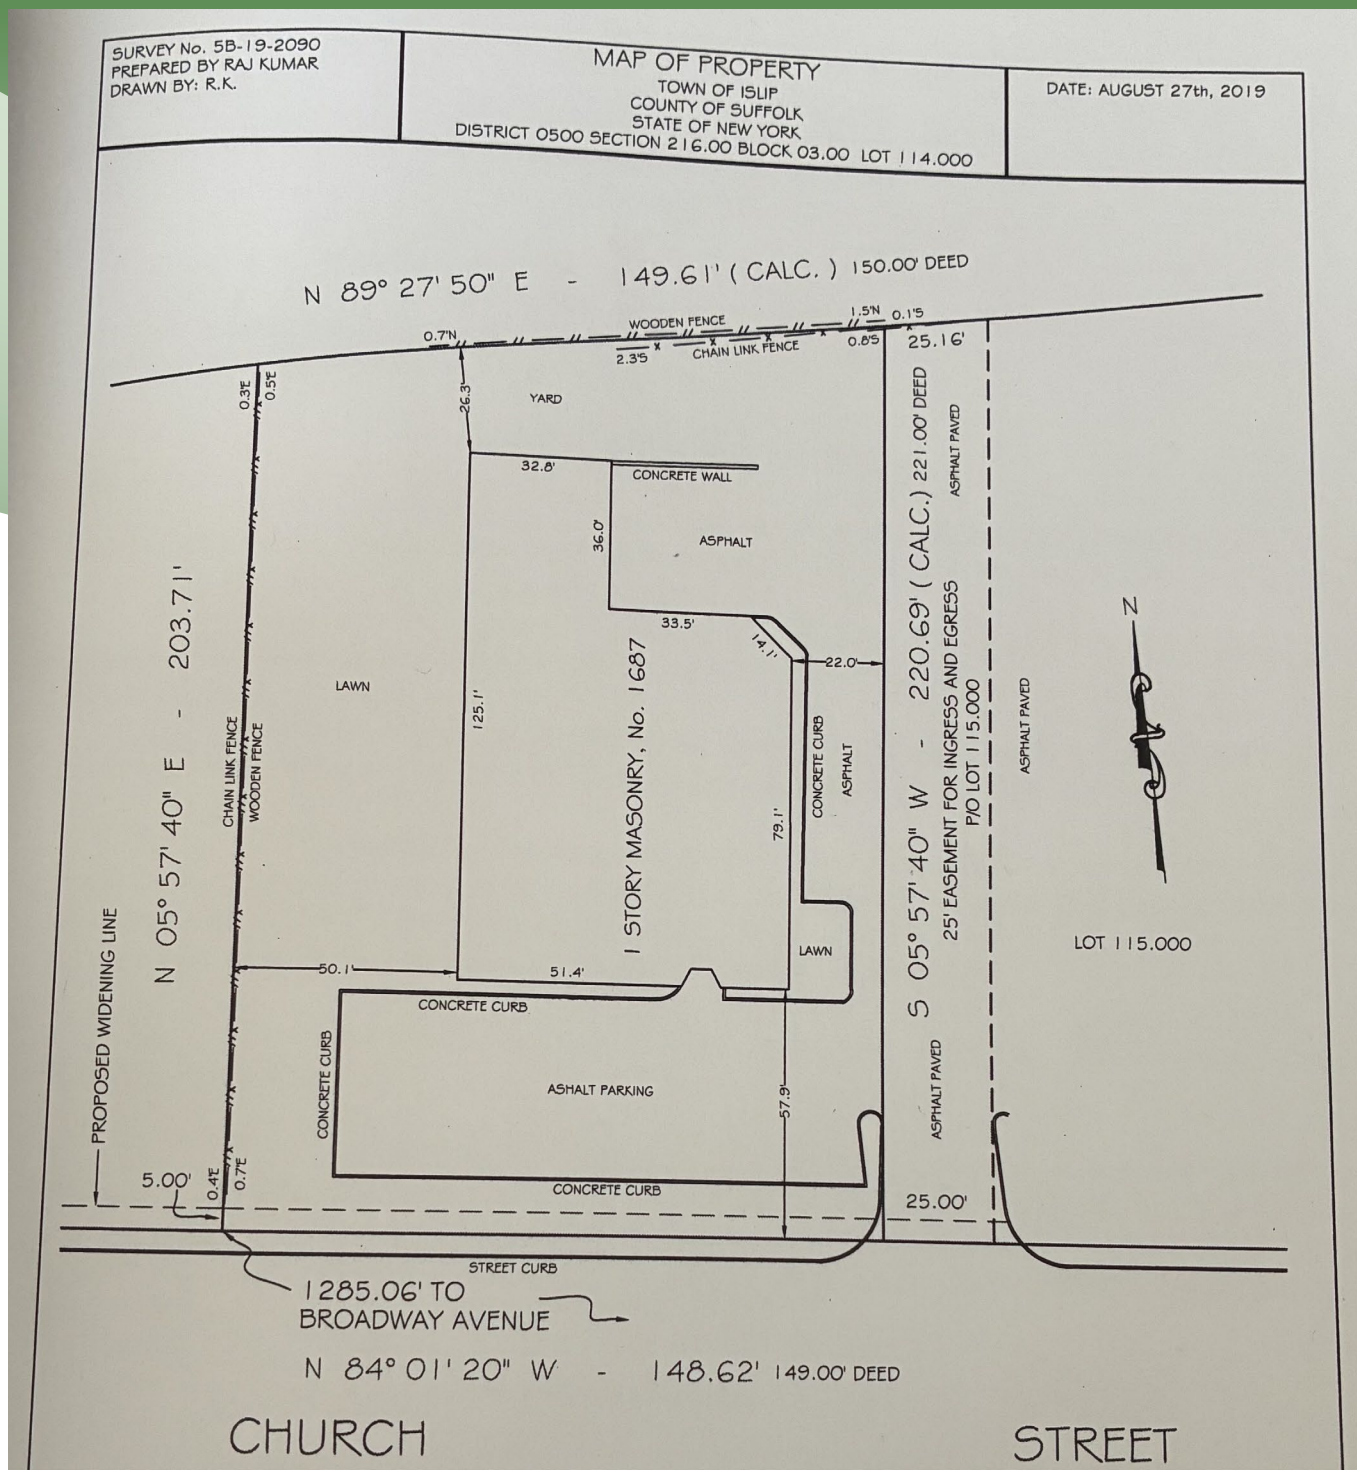 SURVEY No. 5B-19-2090
PREPARED BY RAJ KUMAR
DRAWN BY: R.K.
MAP OF PROPERTY
TOWN OF ISLIP
COUNTY OF SUFFOLK
STATE OF NEW YORK
DISTRICT 0500 SECTION 216.00 BLOCK 03.00 LOT 114.000
DATE: AUGUST 27th, 2019
N 89° 27' 50" E - 149.61' ( CALC. ) 150.00' DEED
0.7'N
WOODEN FENCE
1.5'N
0.1'S
2.3'S
CHAIN LINK FENCE
0.8'S
25.16'
0.3'E
0.5'E
26.3'
YARD
32.8'
CONCRETE WALL
36.0'
ASPHALT
33.5'
14.1'
22.0'
LAWN
125.1'
1 STORY MASONRY, No. 1687
79.1'
CONCRETE CURB
ASPHALT
S 05° 57' 40" W - 220.69' ( CALC. ) 221.00' DEED
ASPHALT PAVED
25' EASEMENT FOR INGRESS AND EGRESS
P/O LOT 115.000
ASPHALT PAVED
N
LOT 115.000
N 05° 57' 40" E - 203.71'
CHAIN LINK FENCE
WOODEN FENCE
PROPOSED WIDENING LINE
50.1'
51.4'
LAWN
CONCRETE CURB
CONCRETE CURB
ASHALT PARKING
57.9'
ASPHALT PAVED
5.00'
0.4'E
0.7'E
CONCRETE CURB
25.00'
STREET CURB
1285.06' TO
BROADWAY AVENUE
N 84° 01' 20" W - 148.62' 149.00' DEED
CHURCH STREET